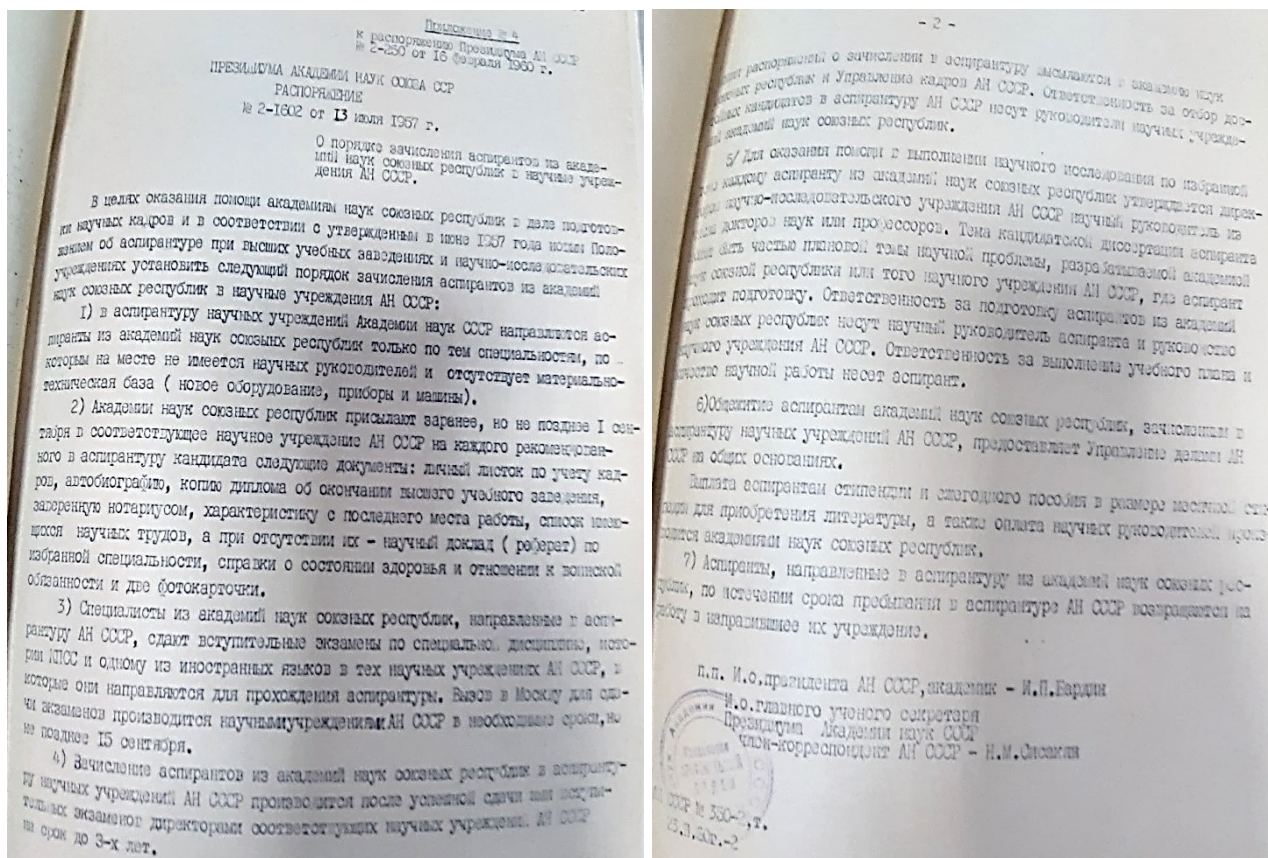 Приложение № 4
к распоряжению Президиума АН СССР
№ 2-250 от 16 февраля 1960 г.
ПРЕЗИДИУМА АКАДЕМИИ НАУК СОЮЗА ССР
РАСПОРЯЖЕНИЕ
№ 2-1602 от 13 июля 1957 г.
О порядке зачисления аспирантов из акаде-
мий наук союзных республик в научные учреж-
дения АН СССР.
В целях оказания помощи академиям наук союзных республик в деле подготов-
ки научных кадров и в соответствии с утвержденным в июне 1957 года новым Поло-
жением об аспирантуре при высших учебных заведениях и научно-исследовательских
учреждениях установить следующий порядок зачисления аспирантов из академий
наук союзных республик в научные учреждения АН СССР:
1) в аспирантуру научных учреждений Академии наук СССР направляются ас-
пиранты из академий наук союзных республик только по тем специальностям, по
которым на месте не имеется научных руководителей и отсутствует материально-
техническая база ( новое оборудование, приборы и машины).
2) Академии наук союзных республик присылают заранее, но не позднее I сен-
тября в соответствующее научное учреждение АН СССР на каждого рекомендован-
ного в аспирантуру кандидата следующие документы: личный листок по учету кад-
ров, автобиографию, копию диплома об окончании высшего учебного заведения,
заверенную нотариусом, характеристику с последнего места работы, список имею-
щихся научных трудов, а при отсутствии их - научный доклад ( реферат) по
избранной специальности, справки о состоянии здоровья и отношении к воинской
обязанности и две фотокарточки.
3) Специалисты из академий наук союзных республик, направленные в аспи-
рантуру АН СССР, сдают вступительные экзамены по специальной дисциплине, исто-
рии КПСС и одному из иностранных языков в тех научных учреждениях АН СССР, в
которые они направляются для прохождения аспирантуры. Вызов в Москву для сда-
чи экзаменов производится научными учреждениями АН СССР в необходимые сроки, но
не позднее 15 сентября.
4) Зачисление аспирантов из академий наук союзных республик в аспиранту-
ру научных учреждений АН СССР производится после успешной сдачи ими вступи-
тельных экзаменов директорами соответствующих научных учреждений АН СССР
на срок до 3-х лет.
- 2 -
распоряжений о зачислении в аспирантуру высылаются в академию наук
республик и Управление кадров АН СССР. Ответственность за отбор дос-
кандидатов в аспирантуру АН СССР несут руководители научных учрежде-
академий наук союзных республик.
5/ Для оказания помощи в выполнении научного исследования по избранной
каждому аспиранту из академий наук союзных республик утверждается дирек-
научно-исследовательского учреждения АН СССР научный руководитель из
докторов наук или профессоров. Тема кандидатской диссертации аспиранта
быть частью плановой темы научной проблемы, разрабатываемой академией
наук союзной республики или того научного учреждения АН СССР, где аспирант
проходит подготовку. Ответственность за подготовку аспирантов из академий
наук союзных республик несут научный руководитель аспиранта и руководство
научного учреждения АН СССР. Ответственность за выполнение учебного плана и
качество научной работы несет аспирант.
6)Общежитие аспирантам академий наук союзных республик, зачисленным в
аспирантуру научных учреждений АН СССР, предоставляет Управление делами АН
СССР на общих основаниях.
Выплата аспирантам стипендии и ежегодного пособия в размере месячной сти-
для приобретения литературы, а также оплата научных руководителей произ-
водится академиями наук союзных республик.
7) Аспиранты, направленные в аспирантуру из академий наук союзных рес-
публик, по истечении срока пребывания в аспирантуре АН СССР возвращаются на
работу в направившее их учреждение.
п.п. И.о.президента АН СССР,академик - И.П.Бардин
И.о.главного ученого секретаря
Президиума Академии наук СССР
член-корреспондент АН СССР - Н.М.Сисакян
АН СССР № 350-2,т.